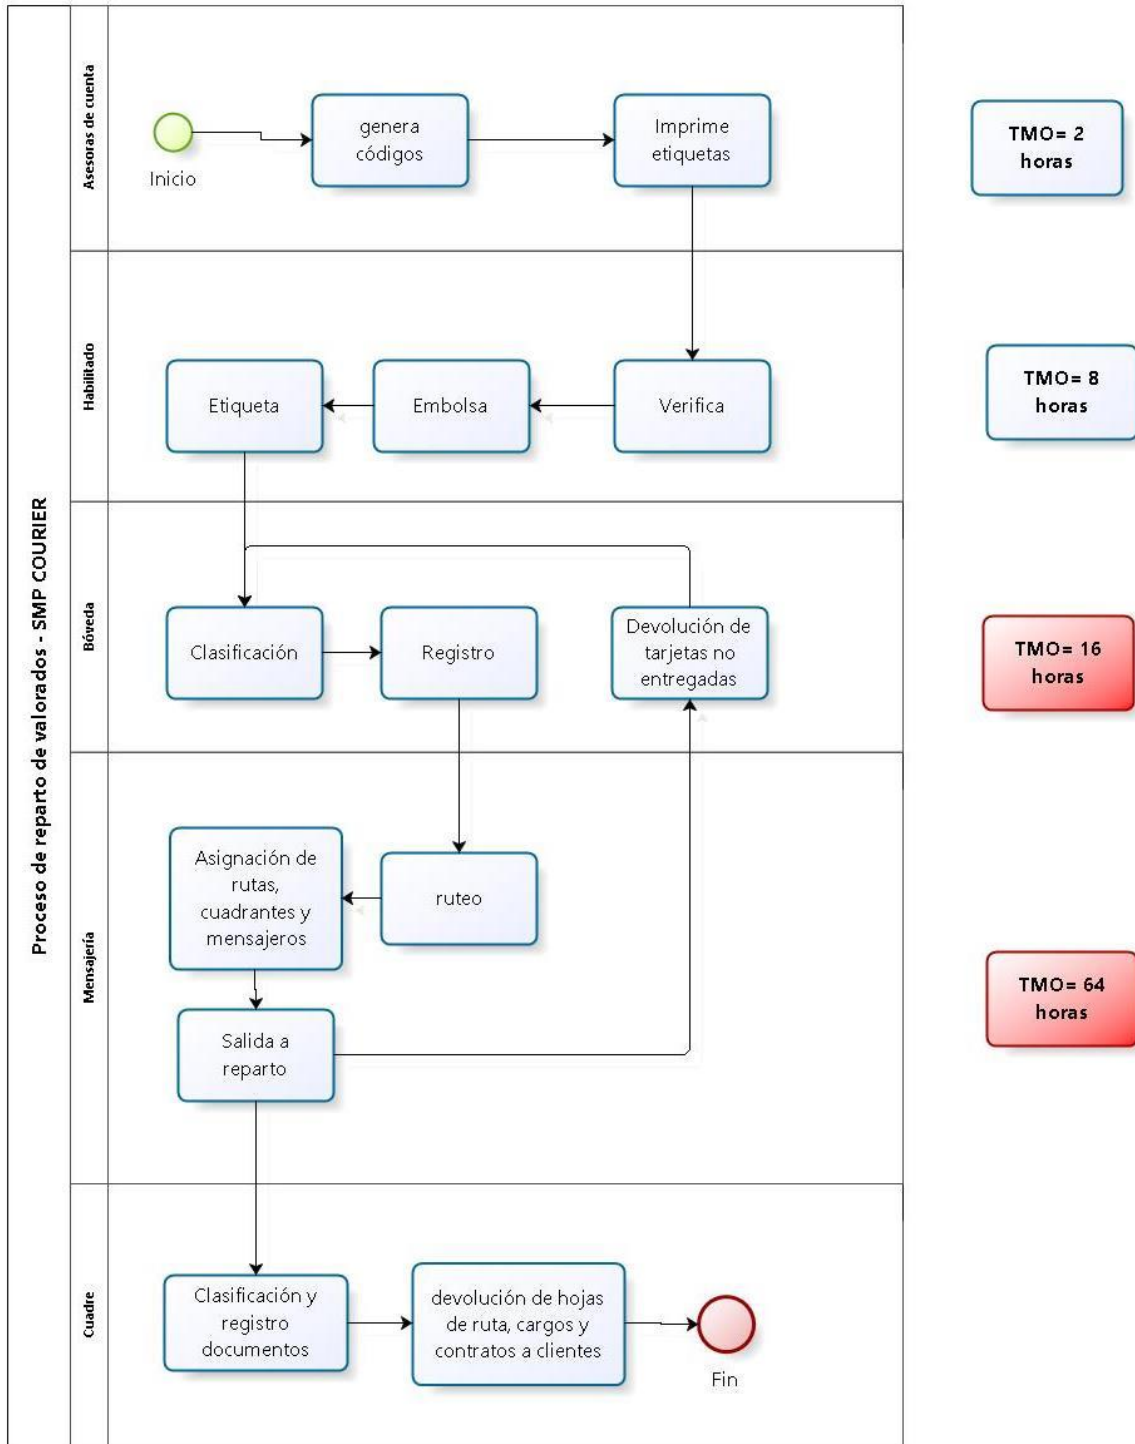 Proceso de reparto de valorados - SMP COURIER
Asesoras de cuenta
Inicio
genera
códigos
Imprime
etiquetas
TMO= 2
horas
Habilitado
Etiqueta
Embolsa
Verifica
TMO= 8
horas
Bóveda
Clasificación
Registro
Devolución de
tarjetas no
entregadas
TMO= 16
horas
Mensajería
Asignación de
rutas,
cuadrantes y
mensajeros
ruteo
Salida a
reparto
TMO= 64
horas
Cuadre
Clasificación y
registro
documentos
devolución de hojas
de ruta, cargos y
contratos a clientes
Fin